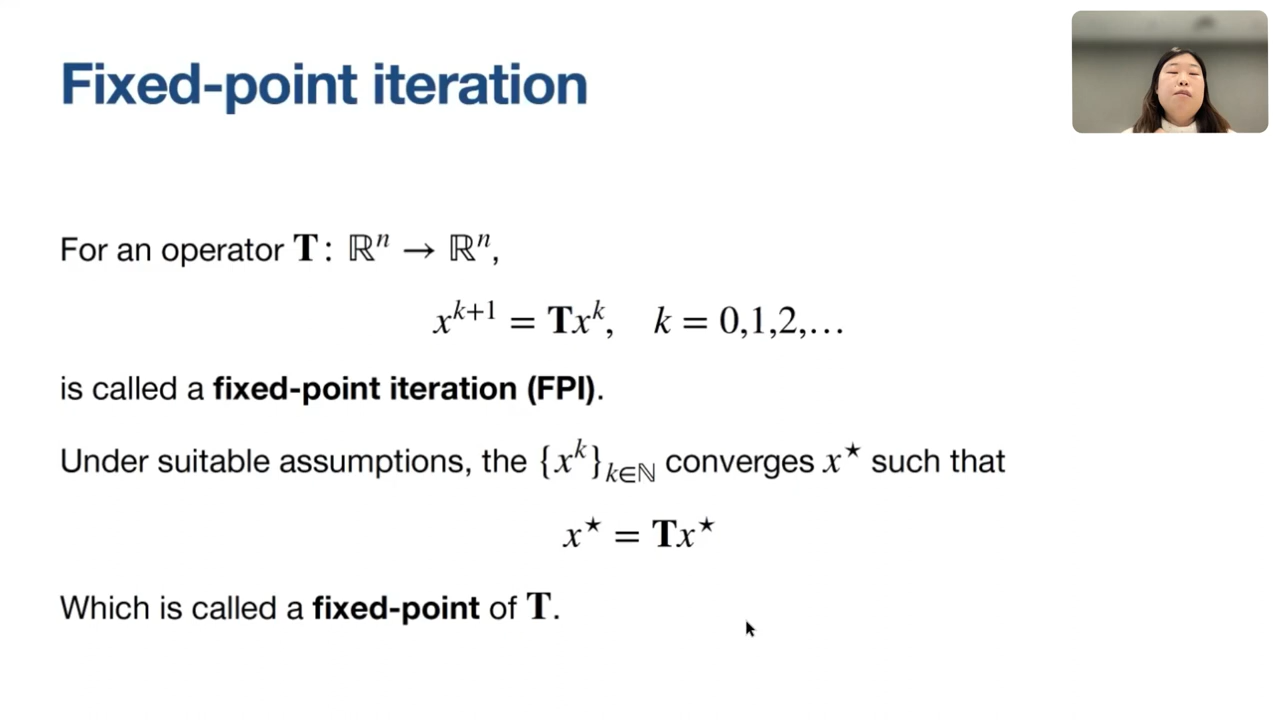 Fixed-point iteration
For an operator 𝐓: ℝⁿ → ℝⁿ,
xᵏ⁺¹ = 𝐓xᵏ, k = 0,1,2,…
is called a fixed-point iteration (FPI).
Under suitable assumptions, the {xᵏ}ₖ∈ℕ converges x⋆ such that
x⋆ = 𝐓x⋆
Which is called a fixed-point of 𝐓.